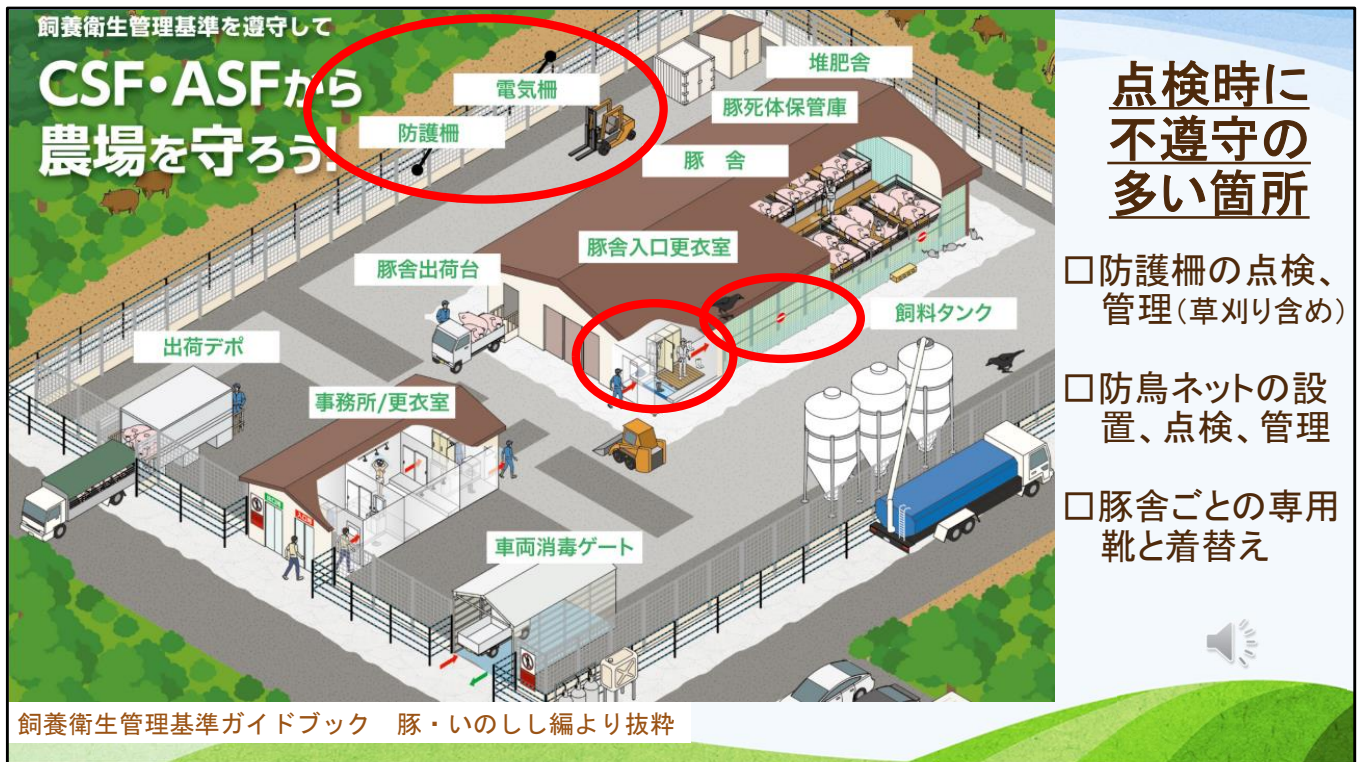 飼養衛生管理基準を遵守して
CSF・ASFから
農場を守ろう!
電気柵
防護柵
堆肥舎
豚死体保管庫
豚 舎
豚舎入口更衣室
豚舎出荷台
飼料タンク
出荷デポ
事務所/更衣室
車両消毒ゲート
点検時に
不遵守の
多い箇所
□防護柵の点検、
管理(草刈り含め)
□防鳥ネットの設
置、点検、管理
□豚舎ごとの専用
靴と着替え
飼養衛生管理基準ガイドブック 豚・いのしし編より抜粋